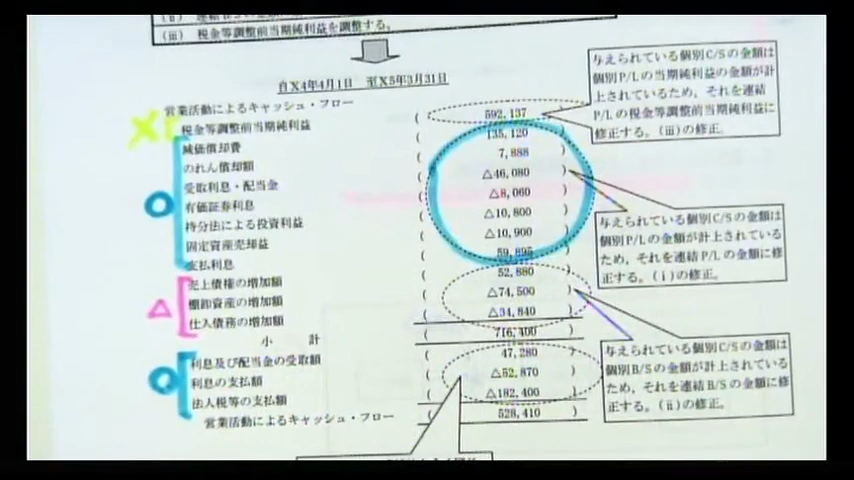 (iii) 税金等調整前当期純利益を調整する。
自X4年4月1日 至X5年3月31日
営業活動によるキャッシュ・フロー
税金等調整前当期純利益 ( 592,137 )
減価償却費 ( 135,120 )
のれん償却額 ( 7,888 )
受取利息・配当金 ( △46,080 )
有価証券利息 ( △8,060 )
持分法による投資利益 ( △10,800 )
固定資産売却益 ( △10,900 )
支払利息 ( 59,895 )
売上債権の増加額 ( 52,880 )
棚卸資産の増加額 ( △74,500 )
仕入債務の増加額 ( △34,840 )
小計 ( 716,400 )
利息及び配当金の受取額 ( 47,280 )
利息の支払額 ( △52,870 )
法人税等の支払額 ( △182,400 )
営業活動によるキャッシュ・フロー ( 528,410 )
与えられている個別C/Sの金額は
個別P/Lの当期純利益の金額が計
上されているため、それを連結
P/Lの税金等調整前当期純利益に
修正する。(iii)の修正。
与えられている個別C/Sの金額は
個別P/Lの金額が計上されている
ため、それを連結P/Lの金額に修
正する。(i)の修正。
与えられている個別C/Sの金額は
個別B/Sの金額が計上されている
ため、それを連結B/Sの金額に修
正する。(ii)の修正。